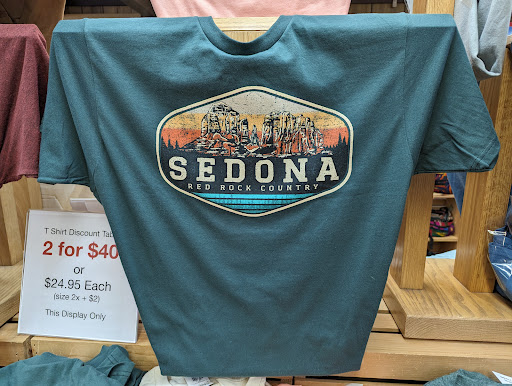 SEDONA
RED ROCK COUNTRY
T Shirt Discount Tab
2 for $40
or
$24.95 Each
(size 2x + $2)
This Display Only